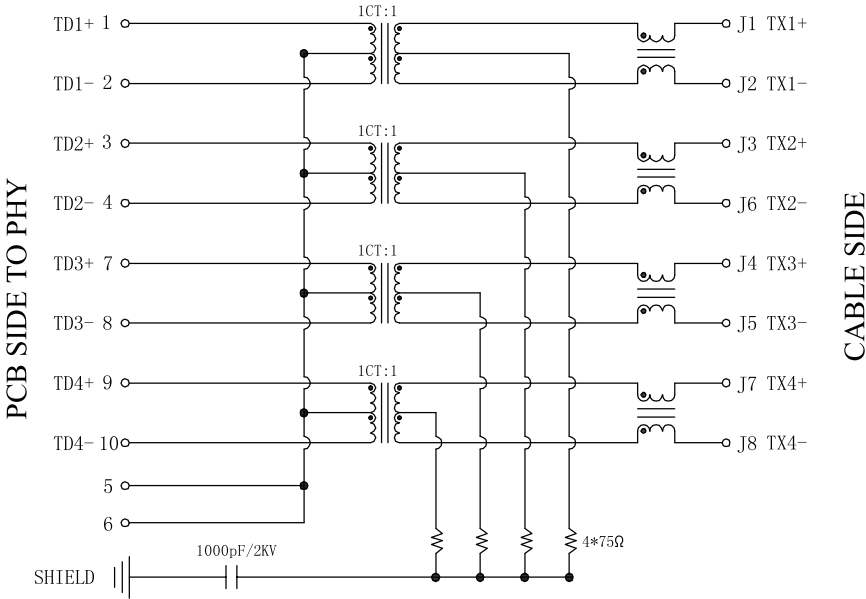 1CT:1
TD1+ 1
J1 TX1+
TD1- 2
J2 TX1-
1CT:1
TD2+ 3
J3 TX2+
TD2- 4
J6 TX2-
PCB SIDE TO PHY
CABLE SIDE
1CT:1
TD3+ 7
J4 TX3+
TD3- 8
J5 TX3-
1CT:1
TD4+ 9
J7 TX4+
TD4- 10
J8 TX4-
5
6
4*75Ω
1000pF/2KV
SHIELD